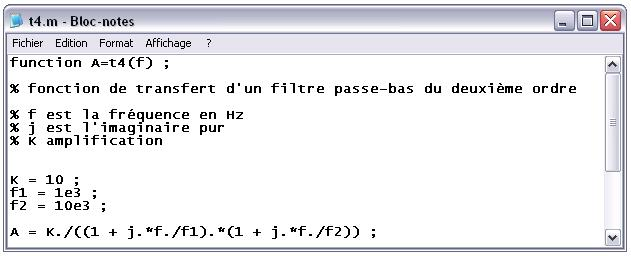 t4.m - Bloc-notes
Fichier Edition Format Affichage ?
function A=t4(f) ;
% fonction de transfert d'un filtre passe-bas du deuxième ordre
% f est la fréquence en Hz
% j est l'imaginaire pur
% K amplification
K = 10 ;
f1 = 1e3 ;
f2 = 10e3 ;
A = K./((1 + j.*f./f1).*(1 + j.*f./f2)) ;